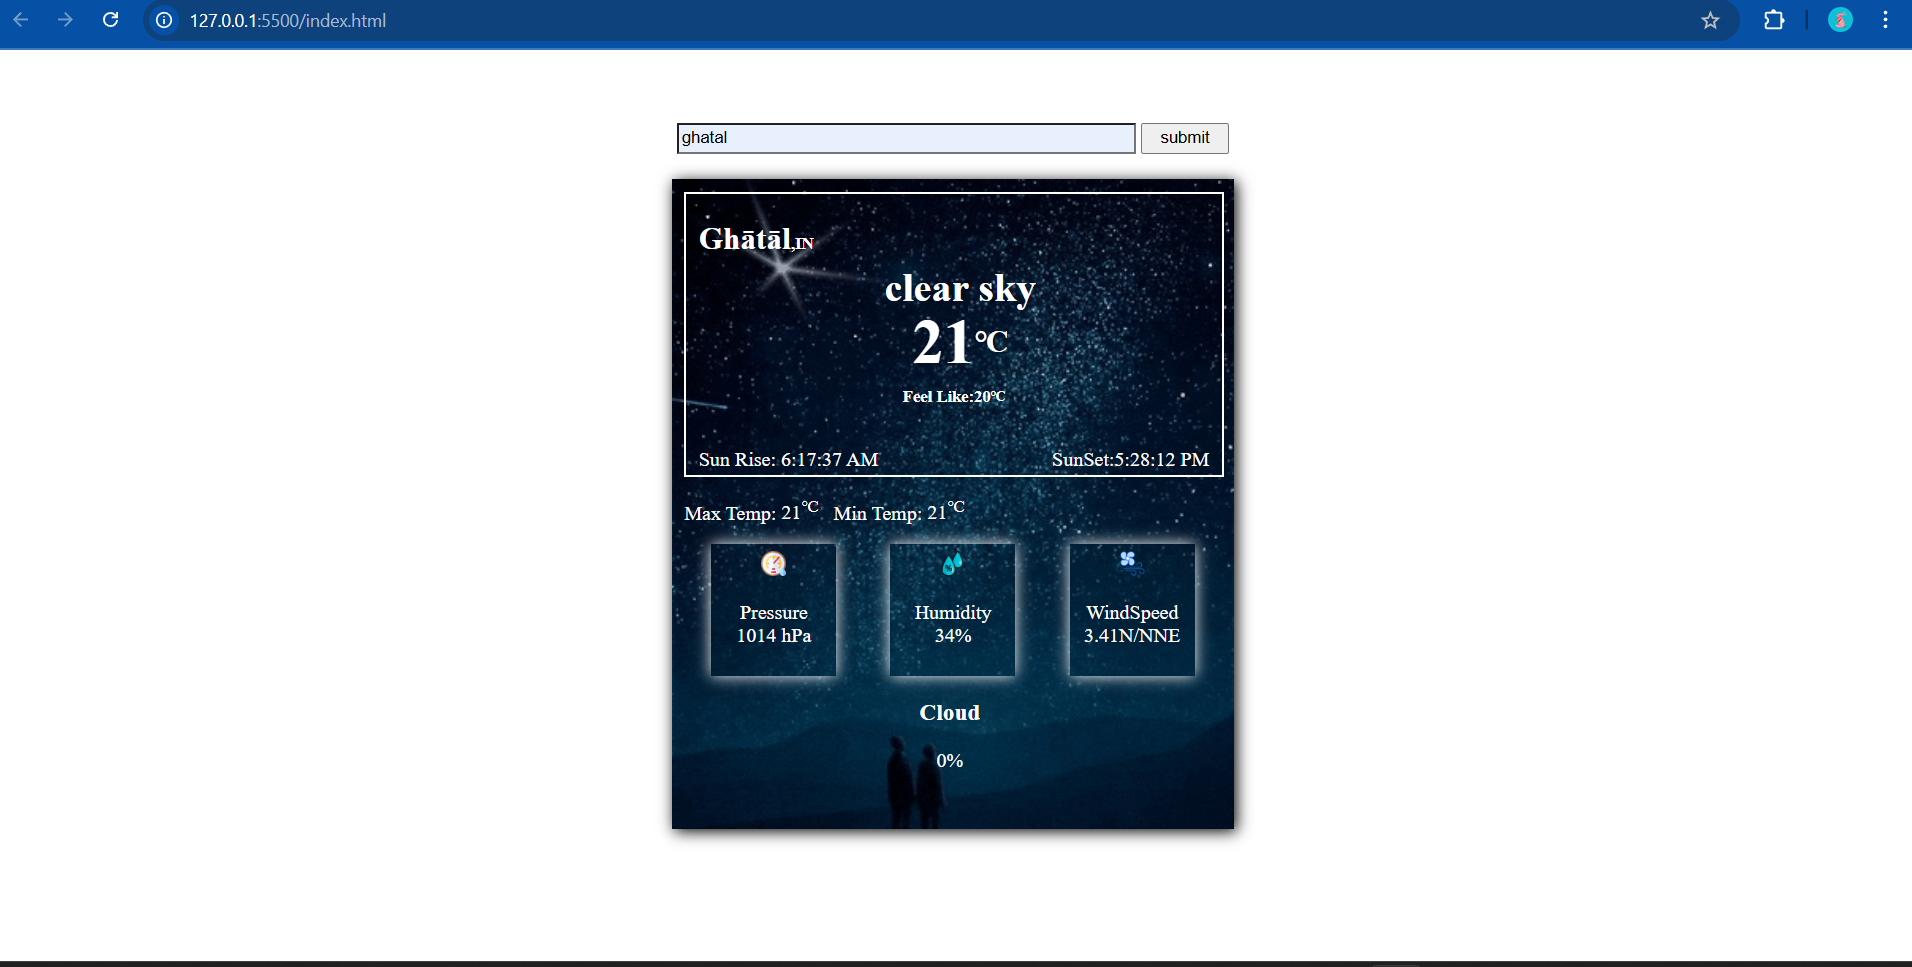 127.0.0.1:5500/index.html
ghatal submit
Ghātāl,IN
clear sky
21°C
Feel Like:20°C
Sun Rise: 6:17:37 AM SunSet:5:28:12 PM
Max Temp: 21°C Min Temp: 21°C
%
Pressure Humidity WindSpeed
1014 hPa 34% 3.41N/NNE
Cloud
0%